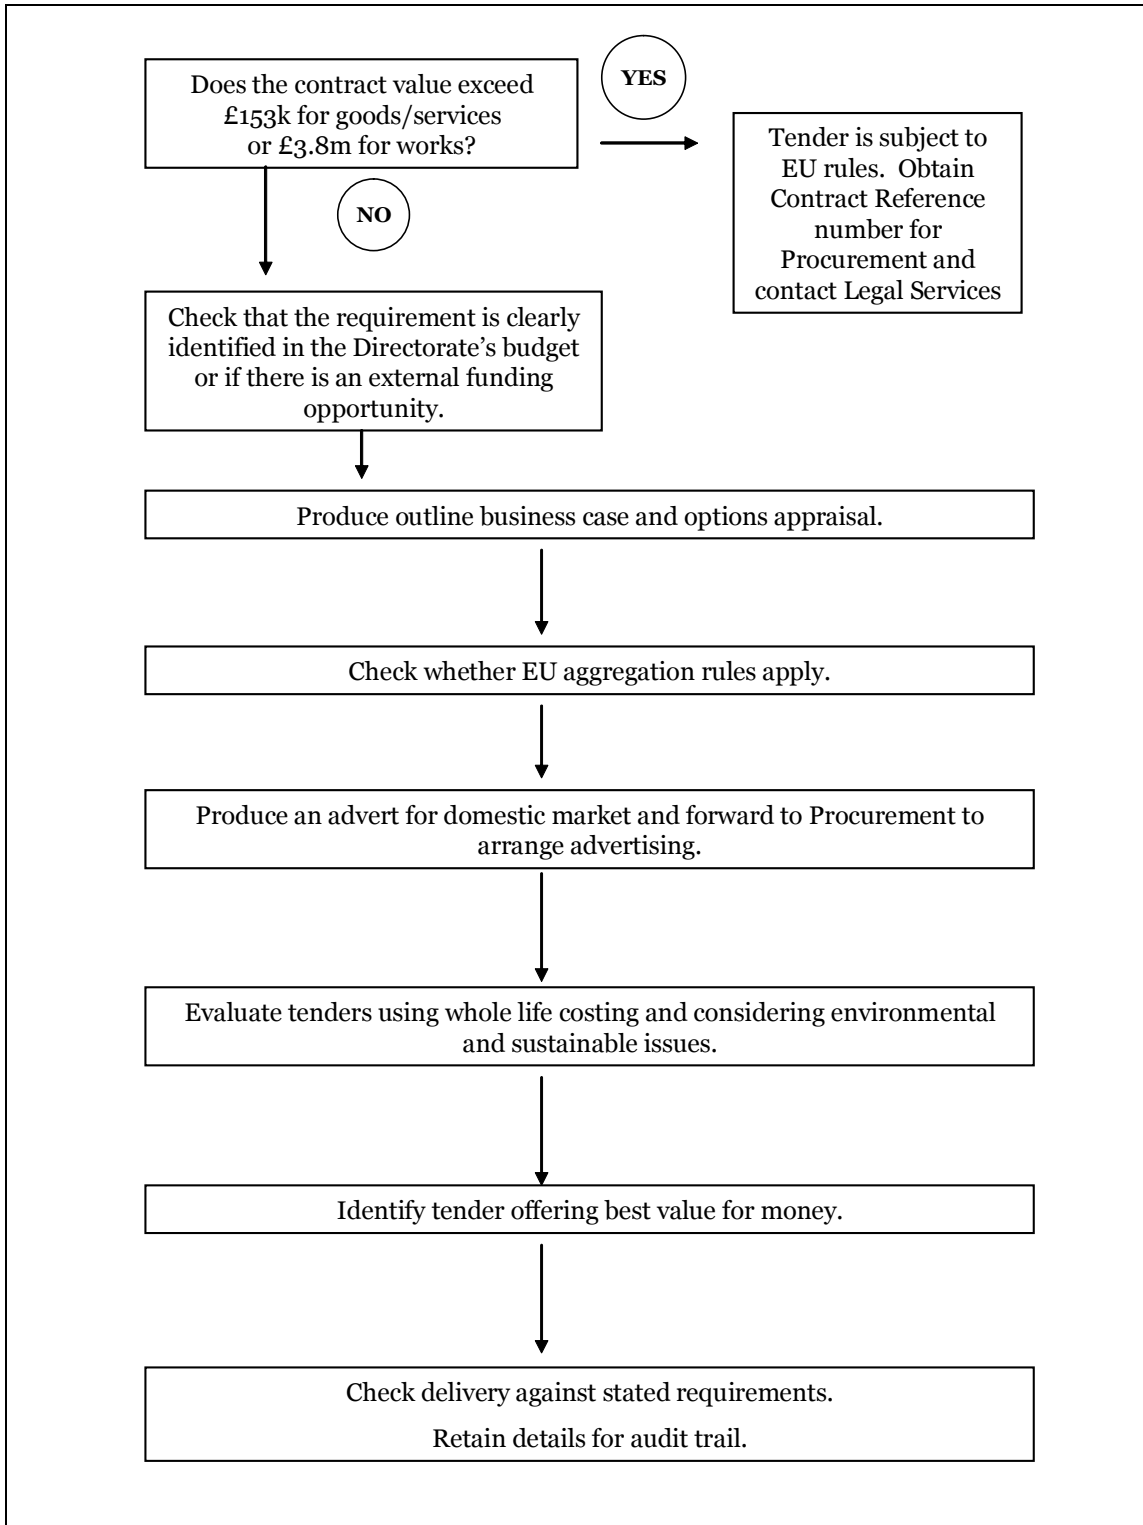 Does the contract value exceed
£153k for goods/services
or £3.8m for works?
YES
Tender is subject to
EU rules.  Obtain
Contract Reference
number for
Procurement and
contact Legal Services
NO
Check that the requirement is clearly
identified in the Directorate’s budget
or if there is an external funding
opportunity.
Produce outline business case and options appraisal.
Check whether EU aggregation rules apply.
Produce an advert for domestic market and forward to Procurement to
arrange advertising.
Evaluate tenders using whole life costing and considering environmental
and sustainable issues.
Identify tender offering best value for money.
Check delivery against stated requirements.
Retain details for audit trail.